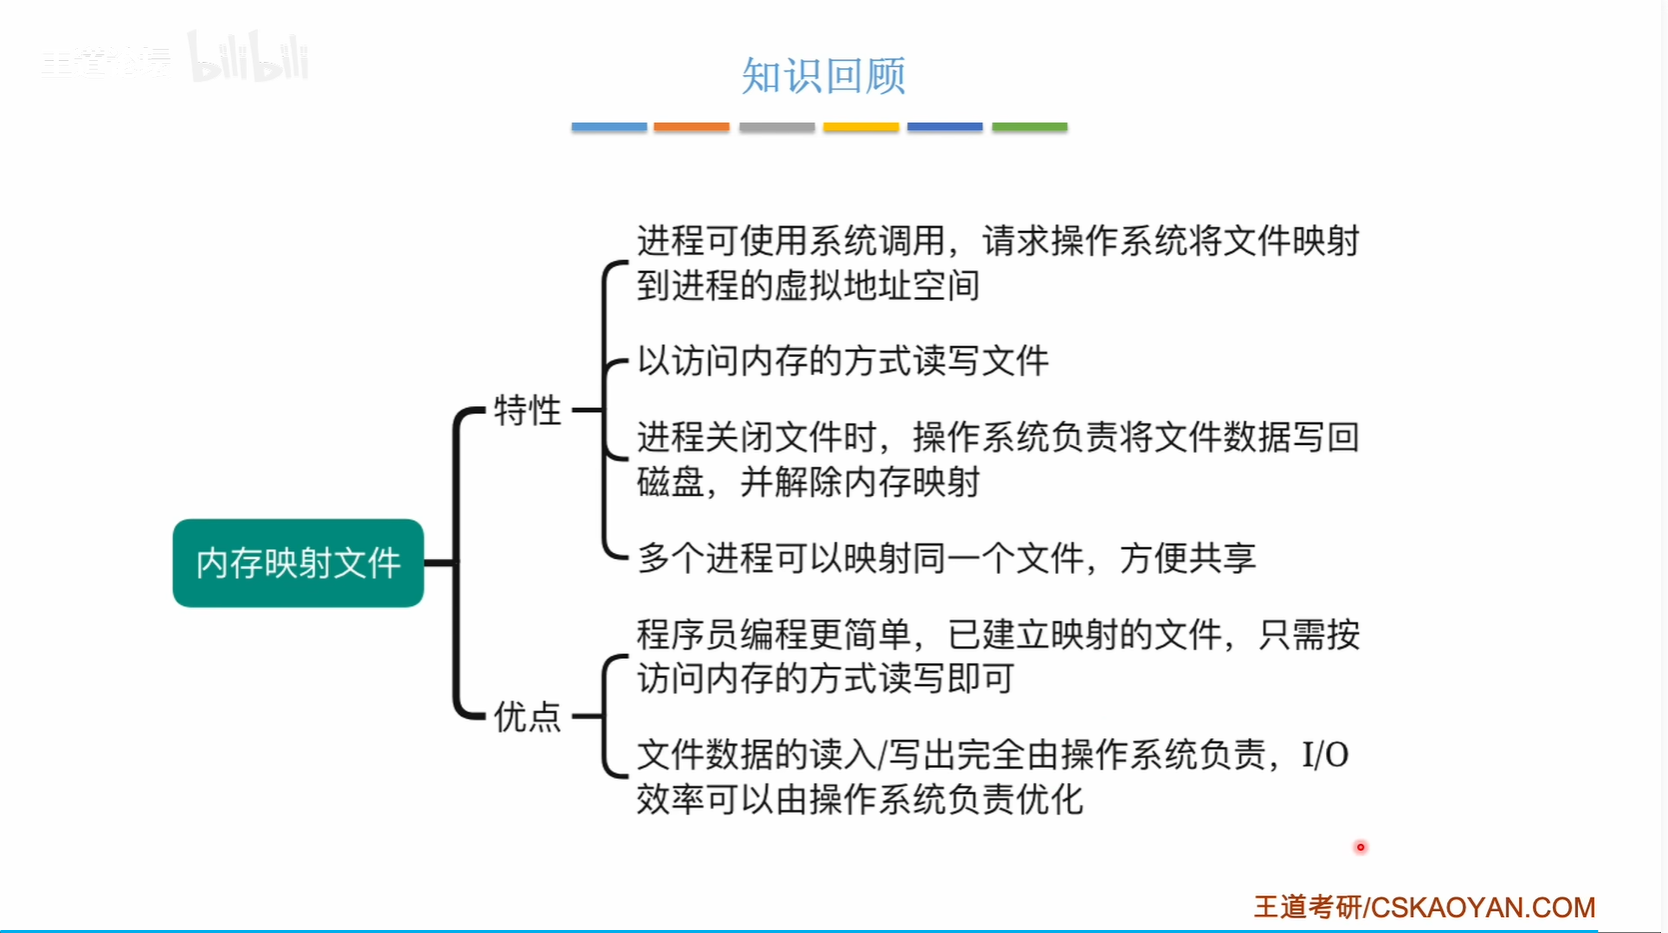 bilibili
知识回顾
进程可使用系统调用，请求操作系统将文件映射
到进程的虚拟地址空间
以访问内存的方式读写文件
特性
进程关闭文件时，操作系统负责将文件数据写回
磁盘，并解除内存映射
多个进程可以映射同一个文件，方便共享
内存映射文件
程序员编程更简单，已建立映射的文件，只需按
访问内存的方式读写即可
优点
文件数据的读入/写出完全由操作系统负责，I/O
效率可以由操作系统负责优化
王道考研/CSKAOYAN.COM